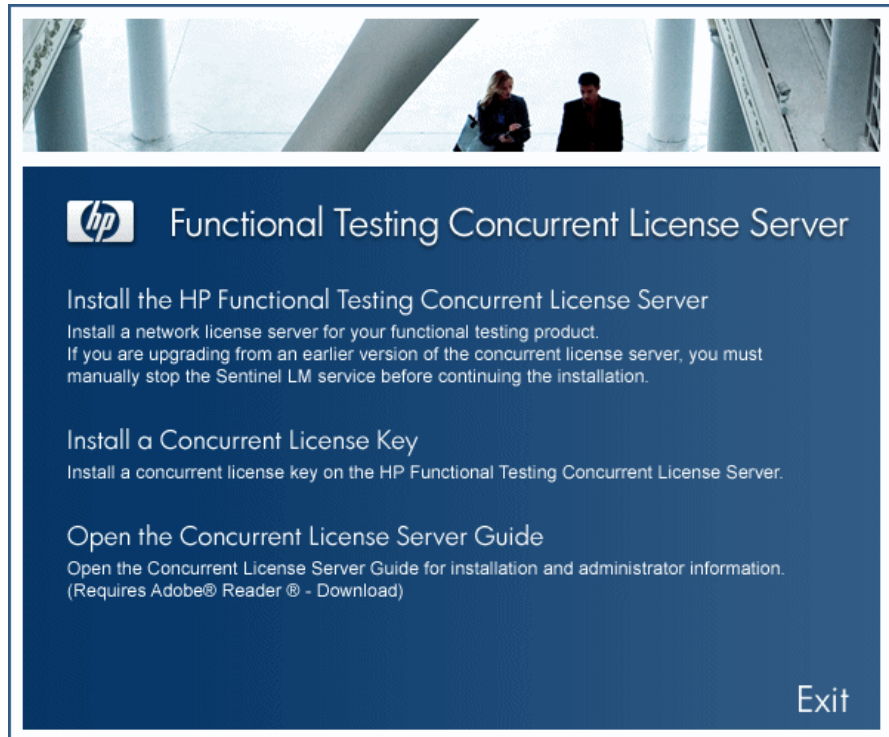 hp
Functional Testing Concurrent License Server
Install the HP Functional Testing Concurrent License Server
Install a network license server for your functional testing product.
If you are upgrading from an earlier version of the concurrent license server, you must
manually stop the Sentinel LM service before continuing the installation.
Install a Concurrent License Key
Install a concurrent license key on the HP Functional Testing Concurrent License Server.
Open the Concurrent License Server Guide
Open the Concurrent License Server Guide for installation and administrator information.
(Requires Adobe® Reader ® - Download)
Exit